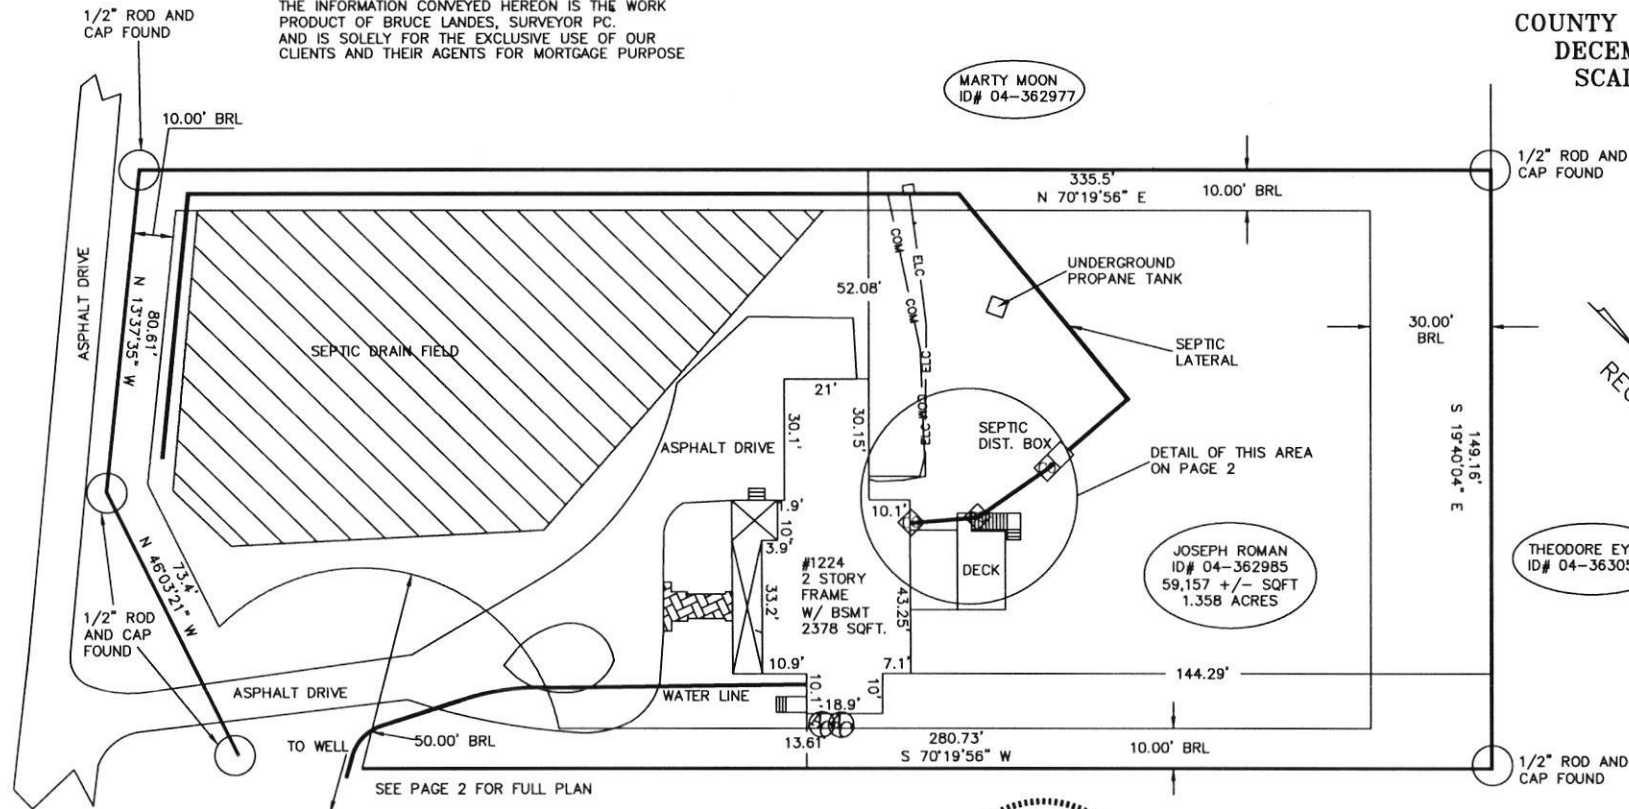 1/2" ROD AND
CAP FOUND
THE INFORMATION CONVEYED HEREON IS THE WORK
PRODUCT OF BRUCE LANDES, SURVEYOR PC.
AND IS SOLELY FOR THE EXCLUSIVE USE OF OUR
CLIENTS AND THEIR AGENTS FOR MORTGAGE PURPOSE
COUNTY
SCAL
MARTY MOON
ID# 04-362977
10.00' BRL
1/2" ROD AND
CAP FOUND
335.5'
N 70°19'56" E
10.00' BRL
ASPHALT DRIVE
N 13°37'35" W
80.61'
SEPTIC DRAIN FIELD
52.08'
COM
ELC
COM
ELC
COM
ELC
UNDERGROUND
PROPANE TANK
SEPTIC
LATERAL
30.00'
BRL
149.16'
S 19°40'04" E
21'
30.1'
30.15'
ASPHALT DRIVE
SEPTIC
DIST. BOX
DETAIL OF THIS AREA
ON PAGE 2
1.9'
10'
3.9'
10.1'
#1224
2 STORY
FRAME
W/ BSMT
2378 SQFT.
33.2'
43.25'
DECK
JOSEPH ROMAN
ID# 04-362985
59,157 +/- SQFT
1.358 ACRES
THEODORE EY
ID# 04-36305
73.4'
N 46°03'21" W
1/2" ROD
AND CAP
FOUND
10.9'
7.1'
144.29'
ASPHALT DRIVE
WATER LINE
10.1'
10'
18.9'
TO WELL
50.00' BRL
13.61'
280.73'
S 70°19'56" W
10.00' BRL
1/2" ROD AND
CAP FOUND
SEE PAGE 2 FOR FULL PLAN